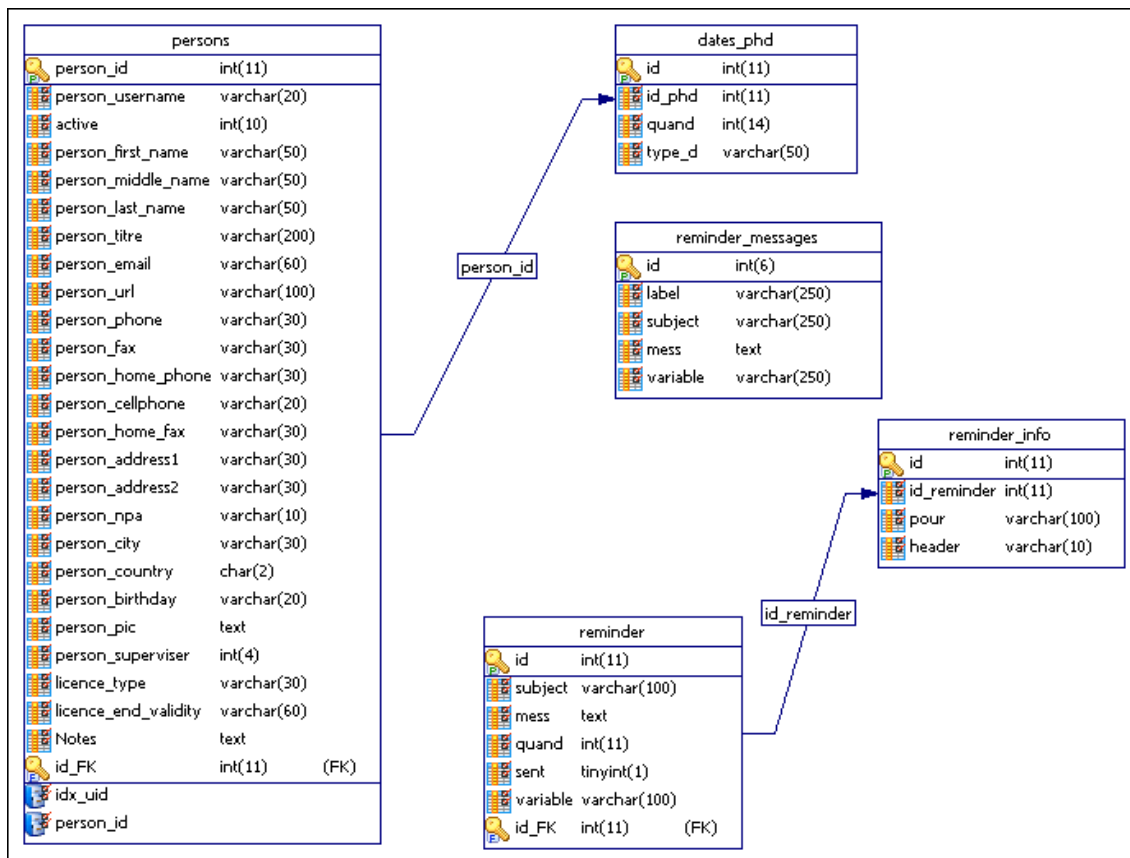 persons
person_id int(11)
person_username varchar(20)
active int(10)
person_first_name varchar(50)
person_middle_name varchar(50)
person_last_name varchar(50)
person_titre varchar(200)
person_email varchar(60)
person_url varchar(100)
person_phone varchar(30)
person_fax varchar(30)
person_home_phone varchar(30)
person_cellphone varchar(20)
person_home_fax varchar(30)
person_address1 varchar(30)
person_address2 varchar(30)
person_npa varchar(10)
person_city varchar(30)
person_country char(2)
person_birthday varchar(20)
person_pic text
person_superviser int(4)
licence_type varchar(30)
licence_end_validity varchar(60)
Notes text
id_FK int(11) (FK)
idx_uid
person_id
person_id
dates_phd
id int(11)
id_phd int(11)
quand int(14)
type_d varchar(50)
reminder_messages
id int(6)
label varchar(250)
subject varchar(250)
mess text
variable varchar(250)
reminder_info
id int(11)
id_reminder int(11)
pour varchar(100)
header varchar(10)
id_reminder
reminder
id int(11)
subject varchar(100)
mess text
quand int(11)
sent tinyint(1)
variable varchar(100)
id_FK int(11) (FK)